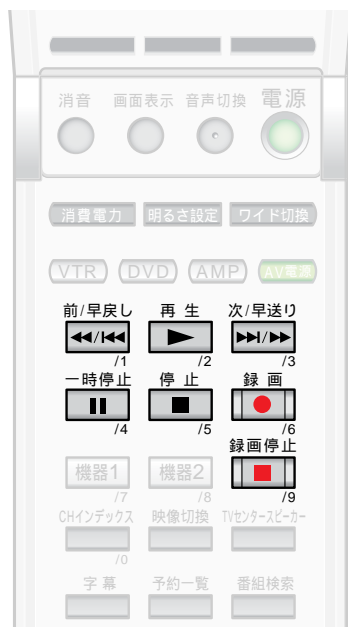 消音 画面表示 音声切換 電源
消費電力 明るさ設定 ワイド切換
VTR DVD AMP AV電源
前/早戻し 再生 次/早送り
/1 /2 /3
一時停止 停止 録画
/4 /5 /6
録画停止
機器1 機器2
/7 /8 /9
CHインデックス 映像切換 TVセンタースピーカー
/0
字幕 予約一覧 番組検索